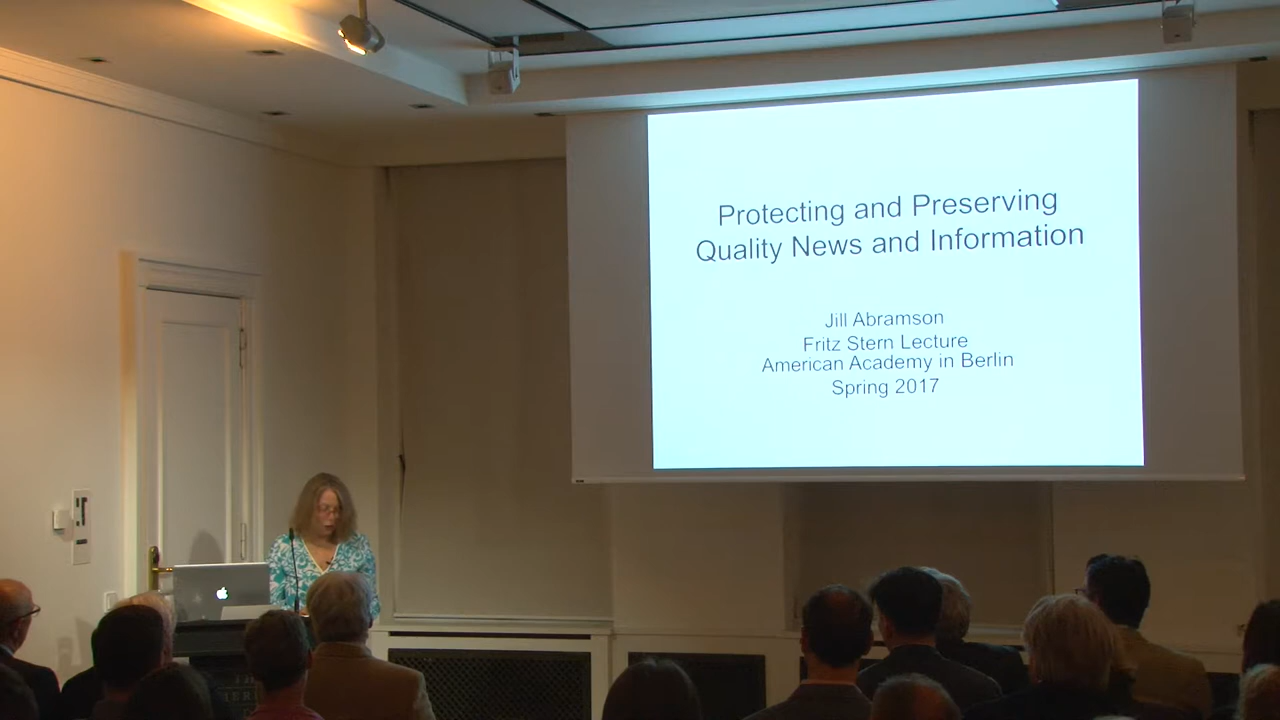 Protecting and Preserving
Quality News and Information
Jill Abramson
Fritz Stern Lecture
American Academy in Berlin
Spring 2017